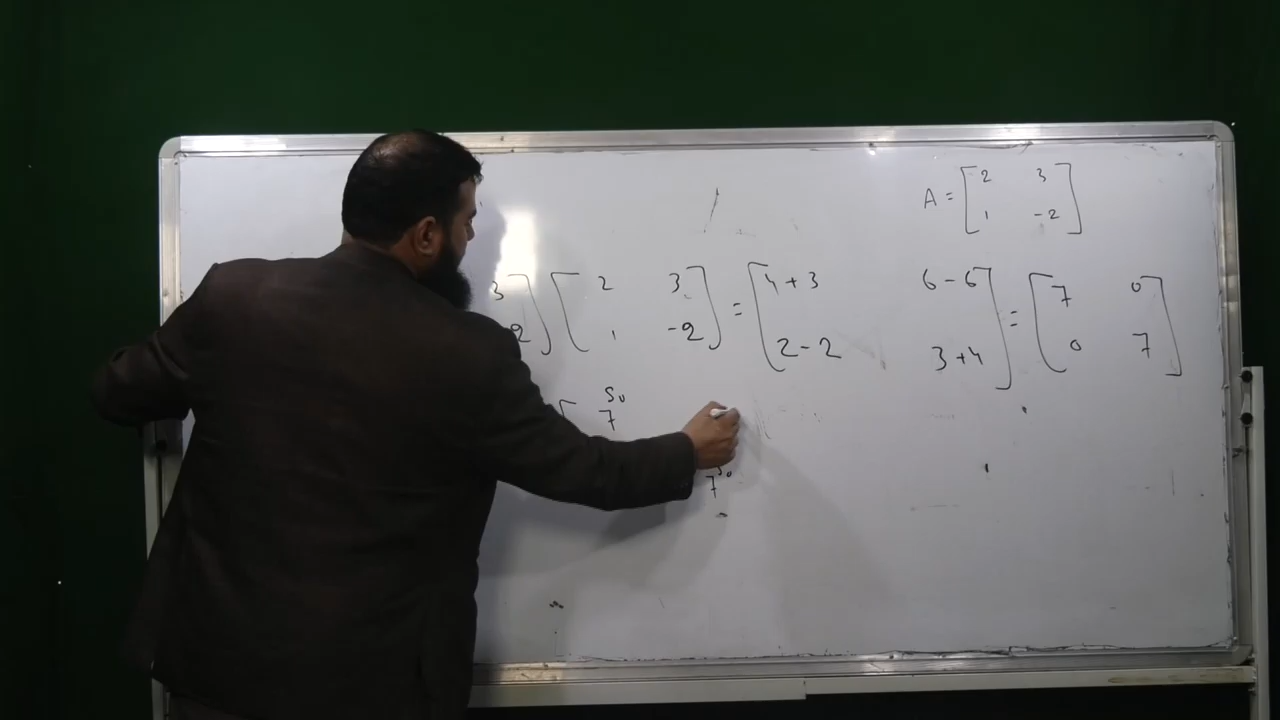 A = [ 2 3
1 -2 ]
3 ] [ 2 3 ] = [ 4 + 3 6 - 6 ] = [ 7 0 ]
2 ] [ 1 -2 ] [ 2 - 2 3 + 4 ] [ 0 7 ]
[ 7^50
7^50